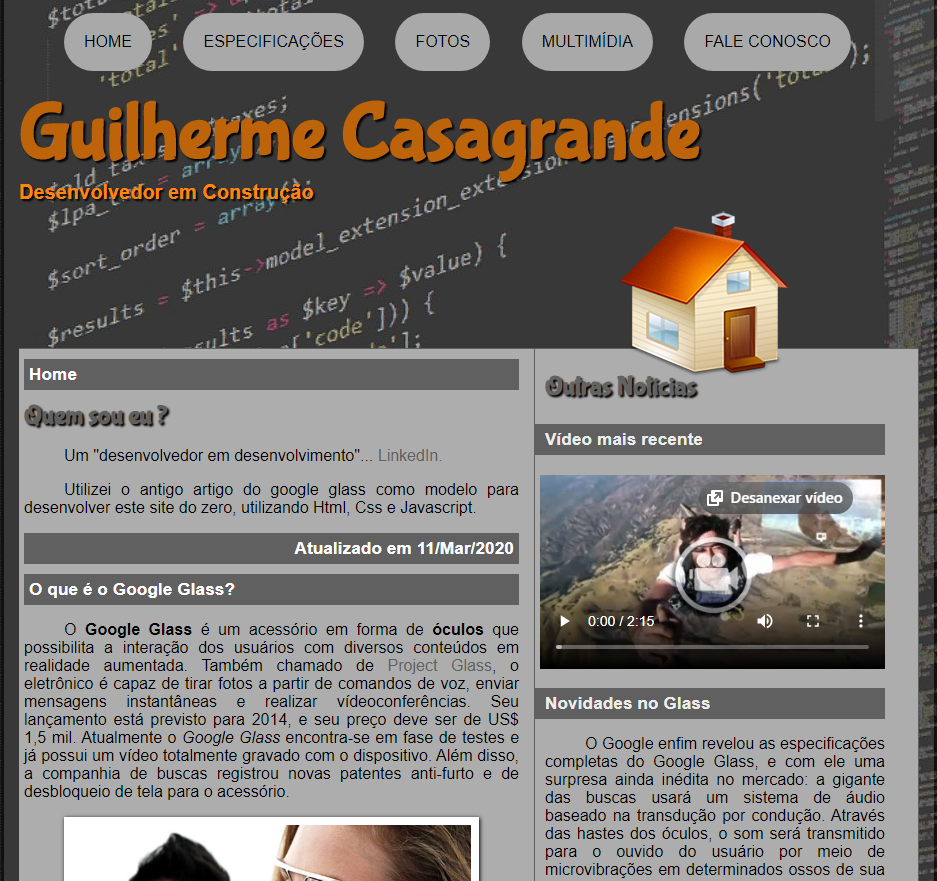 HOME
ESPECIFICAÇÕES
FOTOS
MULTIMÍDIA
FALE CONOSCO
Guilherme Casagrande
Desenvolvedor em Construção
$sort_order = array();
$results = $this->model_extension_exte
extensions('tot
$key => $value) {
'code'])) {
Home
Quem sou eu ?
Um "desenvolvedor em desenvolvimento"... LinkedIn.
Utilizei o antigo artigo do google glass como modelo para
desenvolver este site do zero, utilizando Html, Css e Javascript.
Atualizado em 11/Mar/2020
O que é o Google Glass?
O Google Glass é um acessório em forma de óculos que
possibilita a interação dos usuários com diversos conteúdos em
realidade aumentada. Também chamado de Project Glass, o
eletrônico é capaz de tirar fotos a partir de comandos de voz, enviar
mensagens instantâneas e realizar vídeoconferências. Seu
lançamento está previsto para 2014, e seu preço deve ser de US$
1,5 mil. Atualmente o Google Glass encontra-se em fase de testes e
já possui um vídeo totalmente gravado com o dispositivo. Além disso,
a companhia de buscas registrou novas patentes anti-furto e de
desbloqueio de tela para o acessório.
Outras Notícias
Vídeo mais recente
Desanexar vídeo
0:00 / 2:15
Novidades no Glass
O Google enfim revelou as especificações
completas do Google Glass, e com ele uma
surpresa ainda inédita no mercado: a gigante
das buscas usará um sistema de áudio
baseado na transdução por condução. Através
das hastes dos óculos, o som será transmitido
para o ouvido do usuário por meio de
microvibrações em determinados ossos de sua